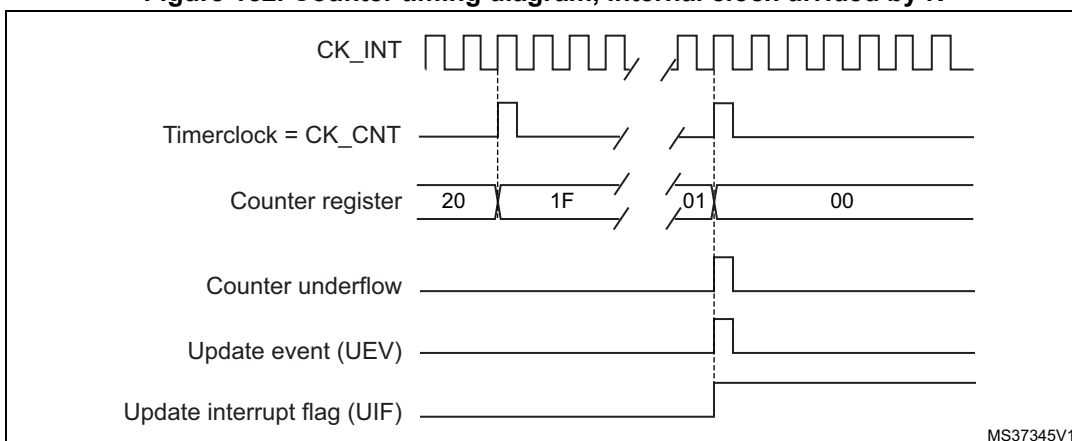 CK_INT
Timerclock = CK_CNT
Counter register 20 1F 01 00
Counter underflow
Update event (UEV)
Update interrupt flag (UIF)
MS37345V1